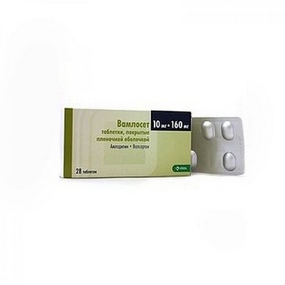 Вамлосет
10 мг + 160 мг
таблетки, покрытые
пленочной оболочкой
Амлодипин + Валсартан
28 таблеток
KRKA